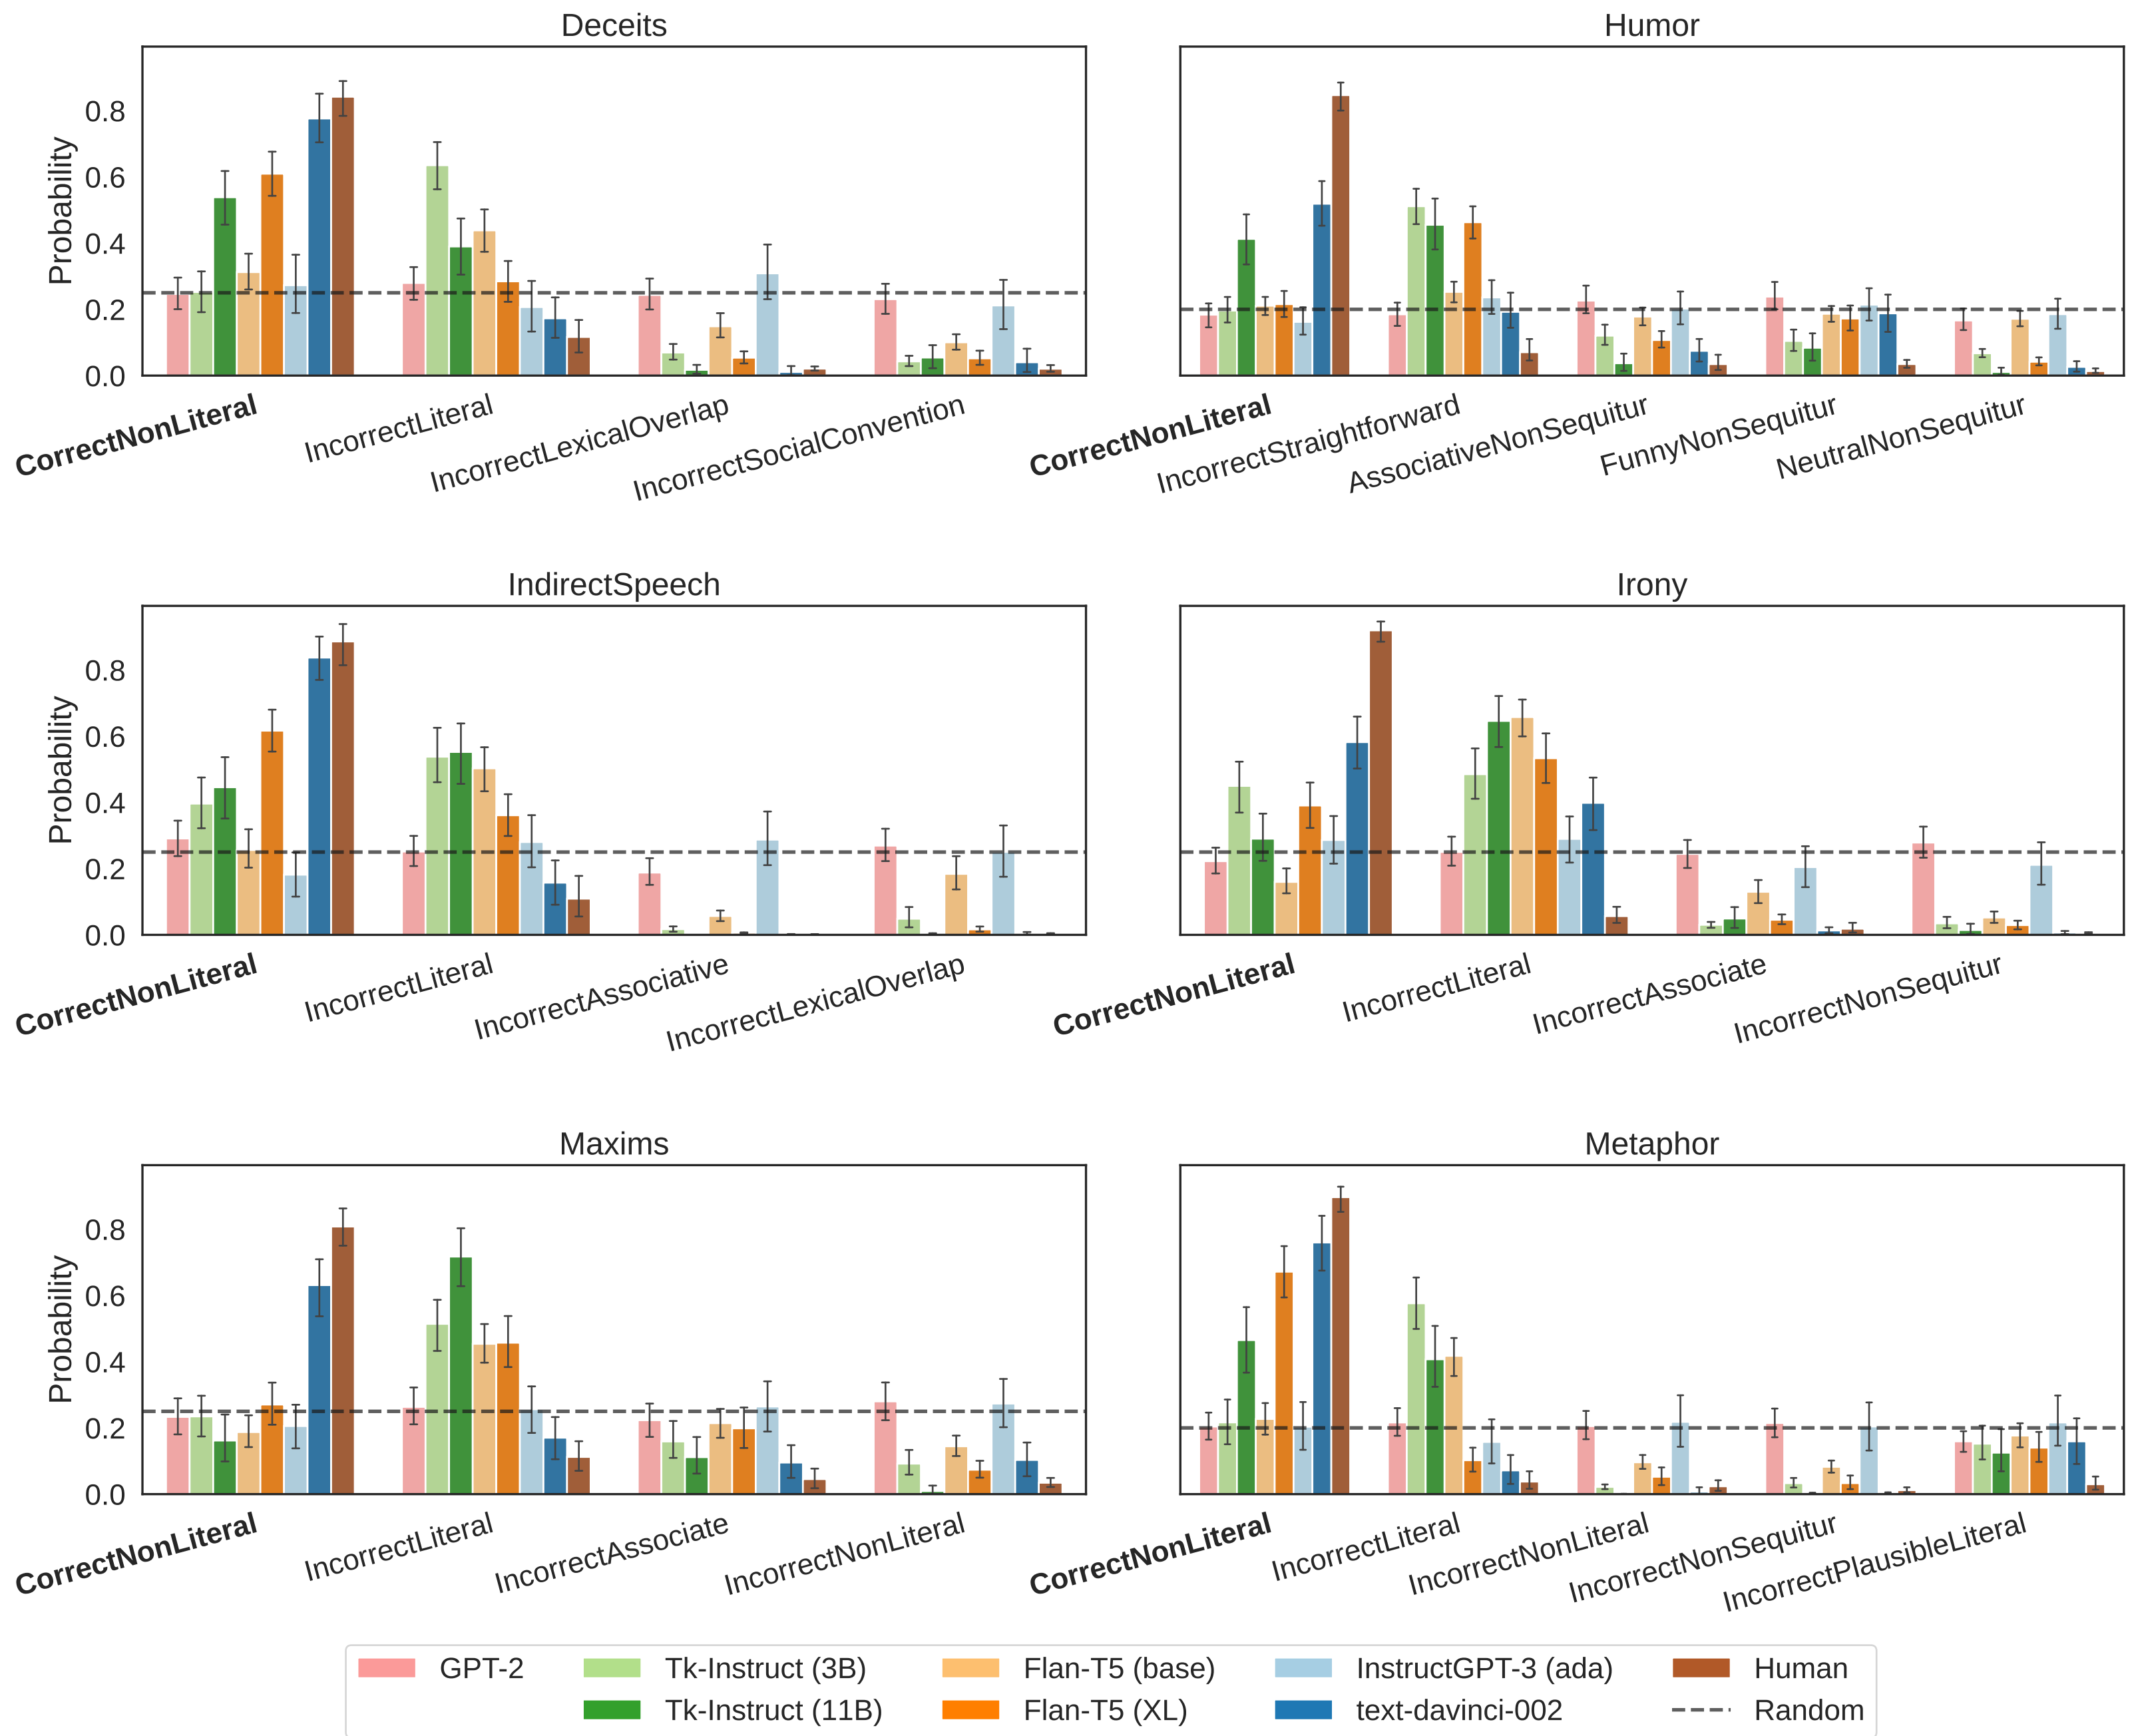 Deceits
Humor
Probability
0.8
0.6
0.4
0.2
0.0
CorrectNonLiteral
IncorrectLiteral
IncorrectLexicalOverlap
IncorrectSocialConvention
CorrectNonLiteral
IncorrectStraightforward
AssociativeNonSequitur
FunnyNonSequitur
NeutralNonSequitur
IndirectSpeech
Irony
Probability
0.8
0.6
0.4
0.2
0.0
CorrectNonLiteral
IncorrectLiteral
IncorrectAssociative
IncorrectLexicalOverlap
CorrectNonLiteral
IncorrectLiteral
IncorrectAssociate
IncorrectNonSequitur
Maxims
Metaphor
Probability
0.8
0.6
0.4
0.2
0.0
CorrectNonLiteral
IncorrectLiteral
IncorrectAssociate
IncorrectNonLiteral
CorrectNonLiteral
IncorrectLiteral
IncorrectNonLiteral
IncorrectNonSequitur
IncorrectPlausibleLiteral
GPT-2
Tk-Instruct (3B)
Flan-T5 (base)
InstructGPT-3 (ada)
Human
Tk-Instruct (11B)
Flan-T5 (XL)
text-davinci-002
Random